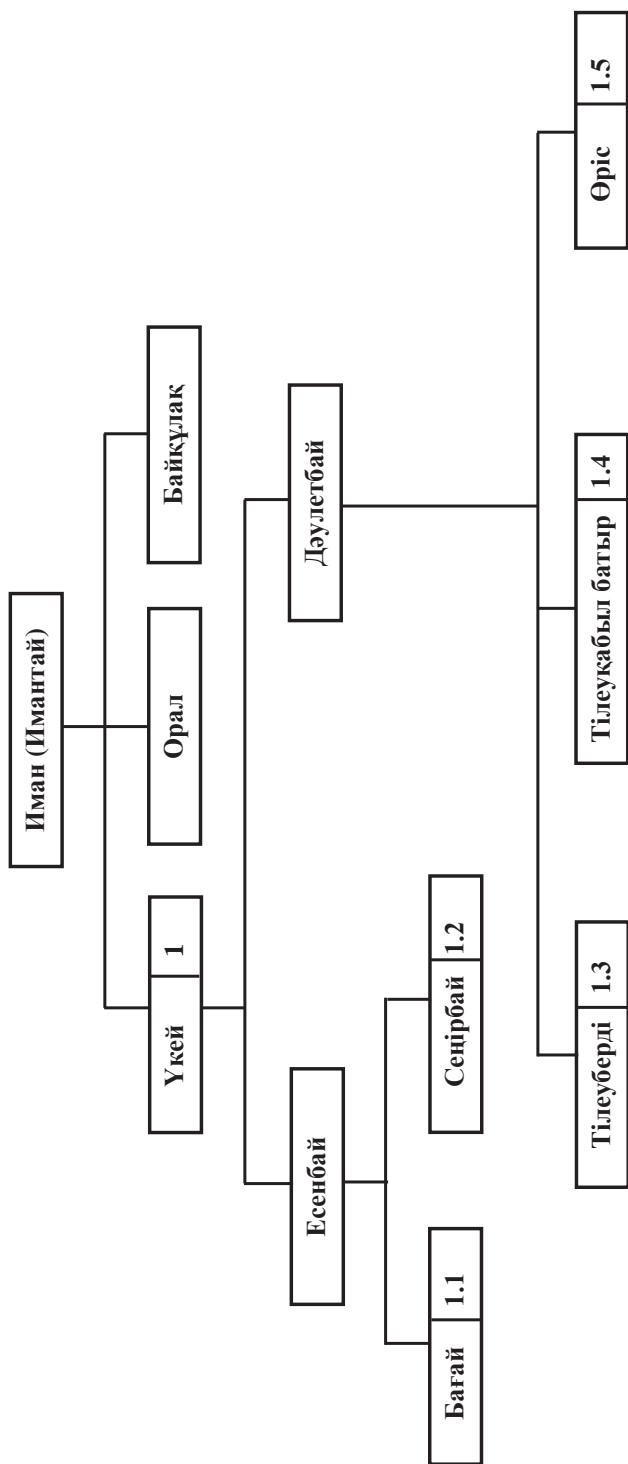 Иман (Имантай)
Үкей 1
Орал
Байқұлақ
Есенбай
Дәулетбай
Бағай 1.1
Сеңірбай 1.2
Тілеуберді 1.3
Тілеуқабыл батыр 1.4
Өріс 1.5